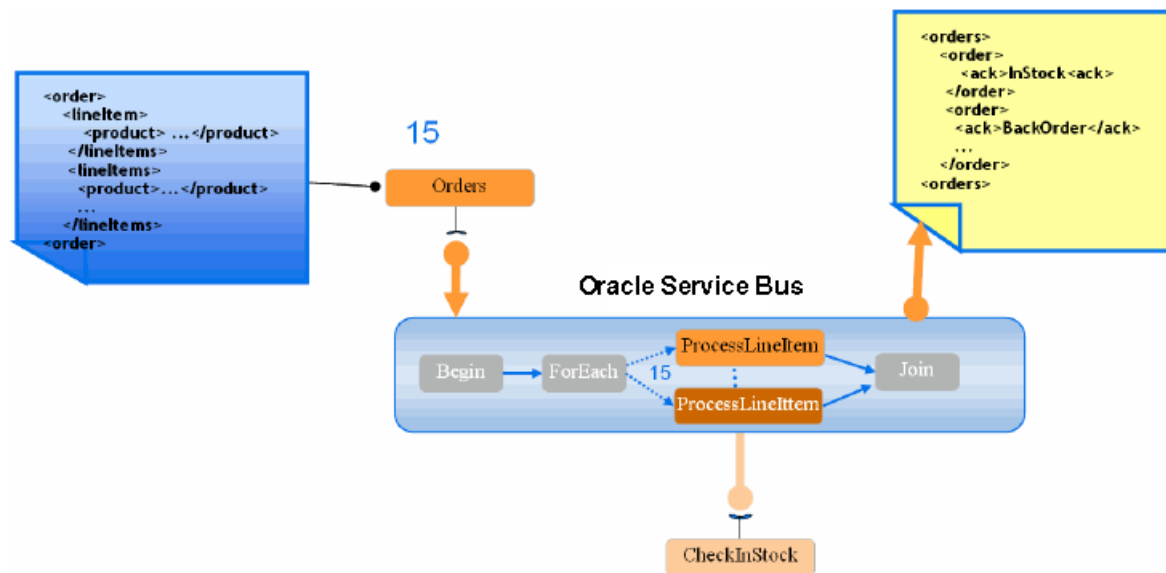 <order>
<lineItem>
<product> ...</product>
</lineItems>
<lineItems>
<product>...</product>
...
</lineItems>
<order>
15
Orders
<orders>
<order>
<ack>InStock<ack>
</order>
<order>
<ack>BackOrder</ack>
...
</order>
<orders>
Oracle Service Bus
Begin
ForEach
15
ProcessLineItem
ProcessLineIttem
Join
CheckInStock